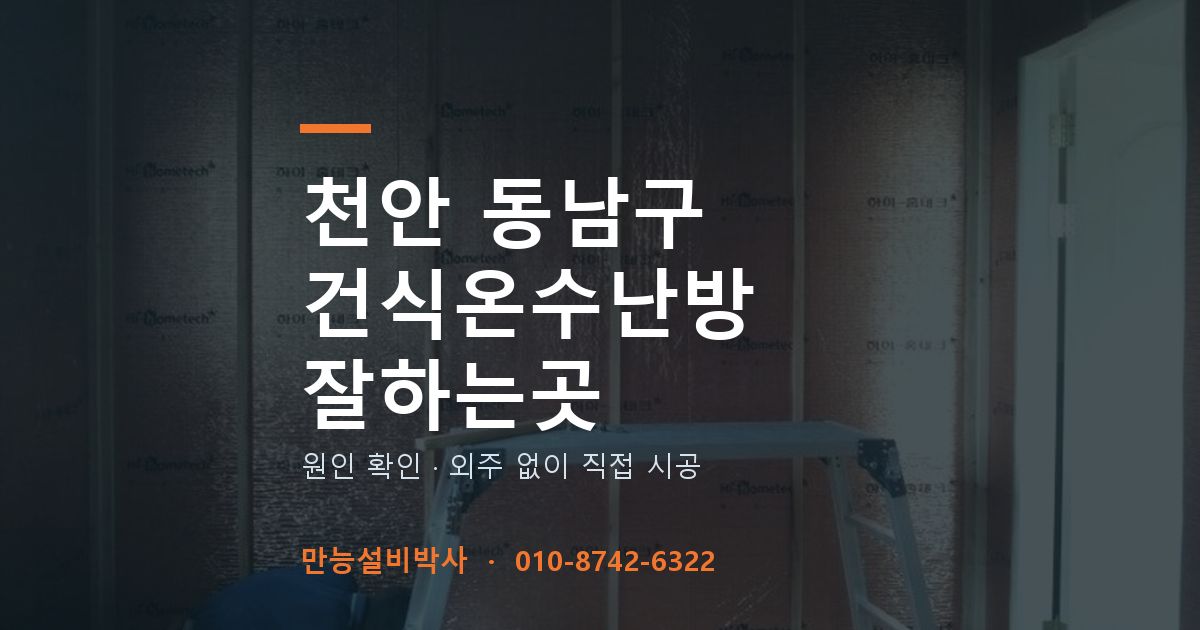 천안 동남구
건식온수난방
잘하는곳
원인 확인 · 외주 없이 직접 시공
만능설비박사 · 010-8742-6322